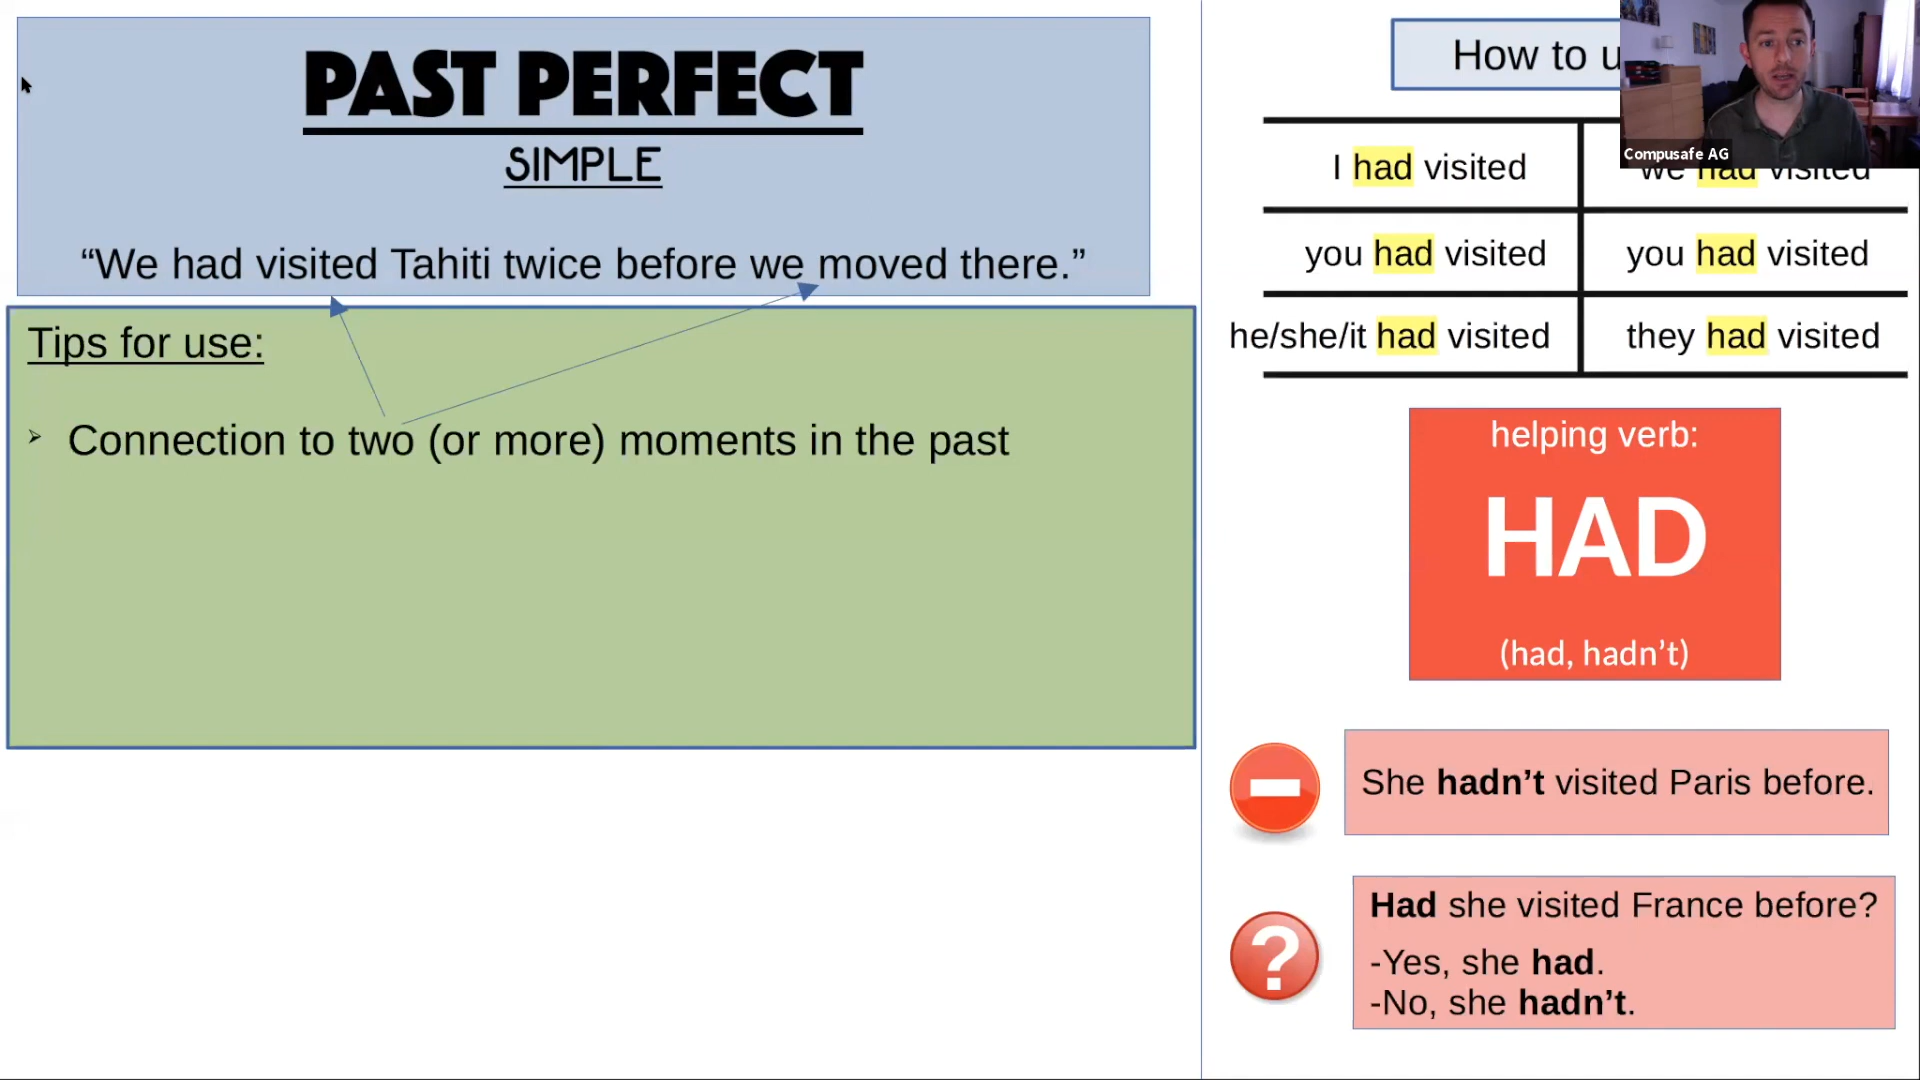 PAST PERFECT
SIMPLE
“We had visited Tahiti twice before we moved there.”
Tips for use:
➢ Connection to two (or more) moments in the past
How to u
Compusafe AG
I had visited
we had visited
you had visited
you had visited
he/she/it had visited
they had visited
helping verb:
HAD
(had, hadn’t)
She hadn’t visited Paris before.
Had she visited France before?
-Yes, she had.
-No, she hadn’t.